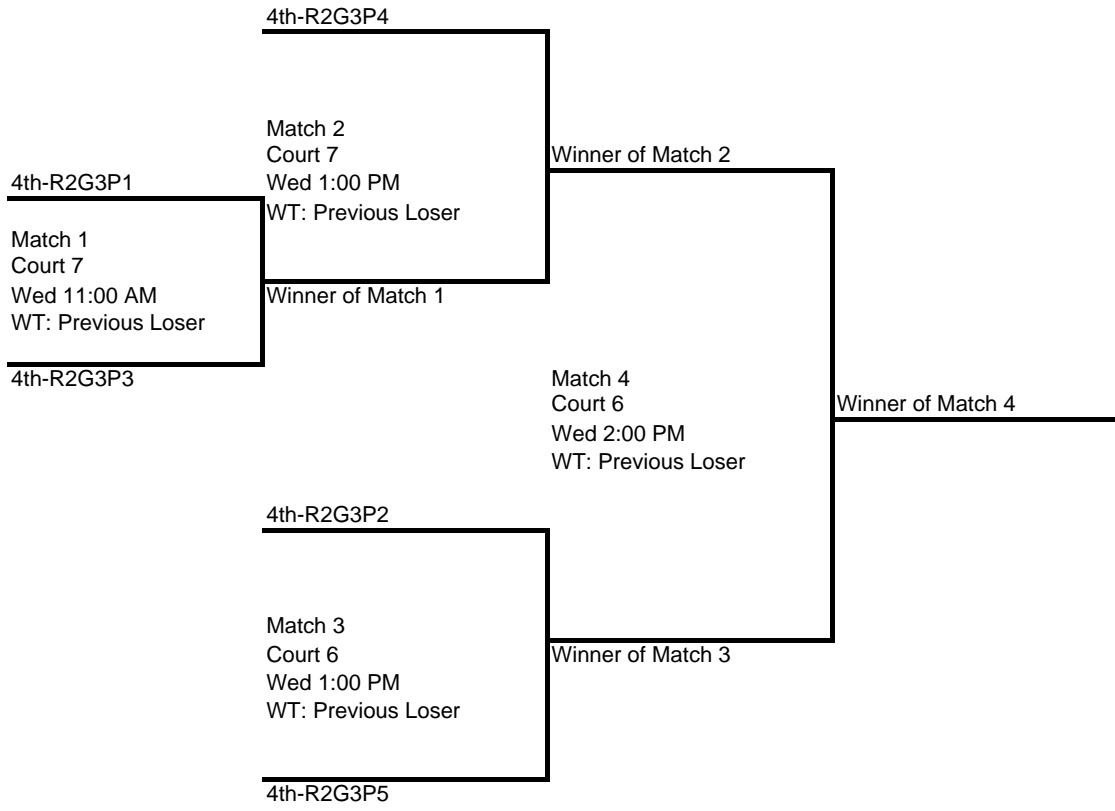 4th-R2G3P4
Match 2
Court 7
Wed 1:00 PM
WT: Previous Loser
Winner of Match 2
4th-R2G3P1
Match 1
Court 7
Wed 11:00 AM
WT: Previous Loser
Winner of Match 1
4th-R2G3P3
Match 4
Court 6
Wed 2:00 PM
WT: Previous Loser
Winner of Match 4
4th-R2G3P2
Match 3
Court 6
Wed 1:00 PM
WT: Previous Loser
Winner of Match 3
4th-R2G3P5